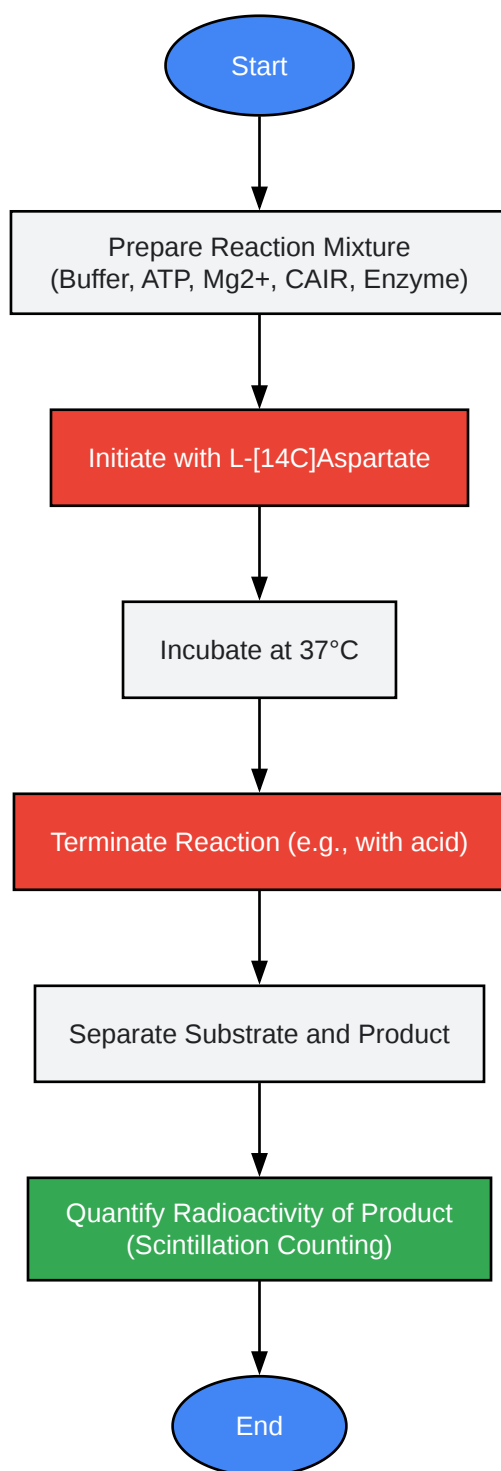 Start
Prepare Reaction Mixture
(Buffer, ATP, Mg2+, CAIR, Enzyme)
Initiate with L-[14C]Aspartate
Incubate at 37°C
Terminate Reaction (e.g., with acid)
Separate Substrate and Product
Quantify Radioactivity of Product
(Scintillation Counting)
End